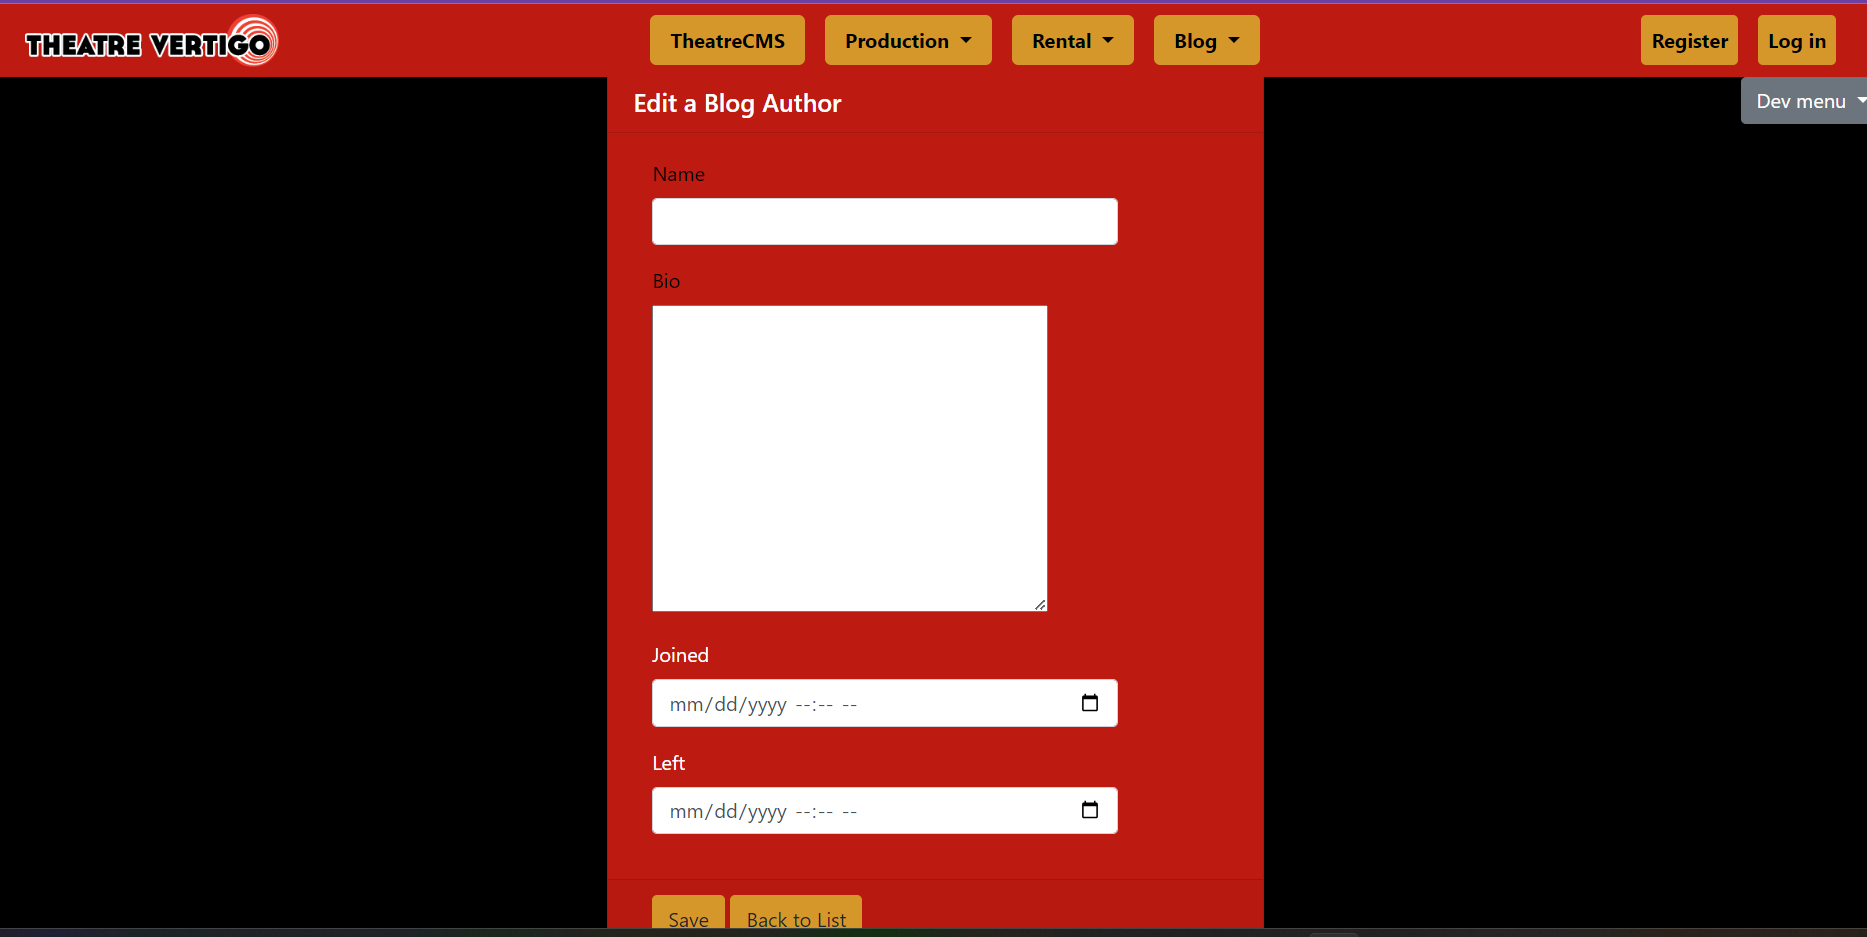 THEATRE VERTIGO
TheatreCMS
Production
Rental
Blog
Register
Log in
Dev menu
Edit a Blog Author
Name
Bio
Joined
mm/dd/yyyy --:-- --
Left
mm/dd/yyyy --:-- --
Save
Back to List